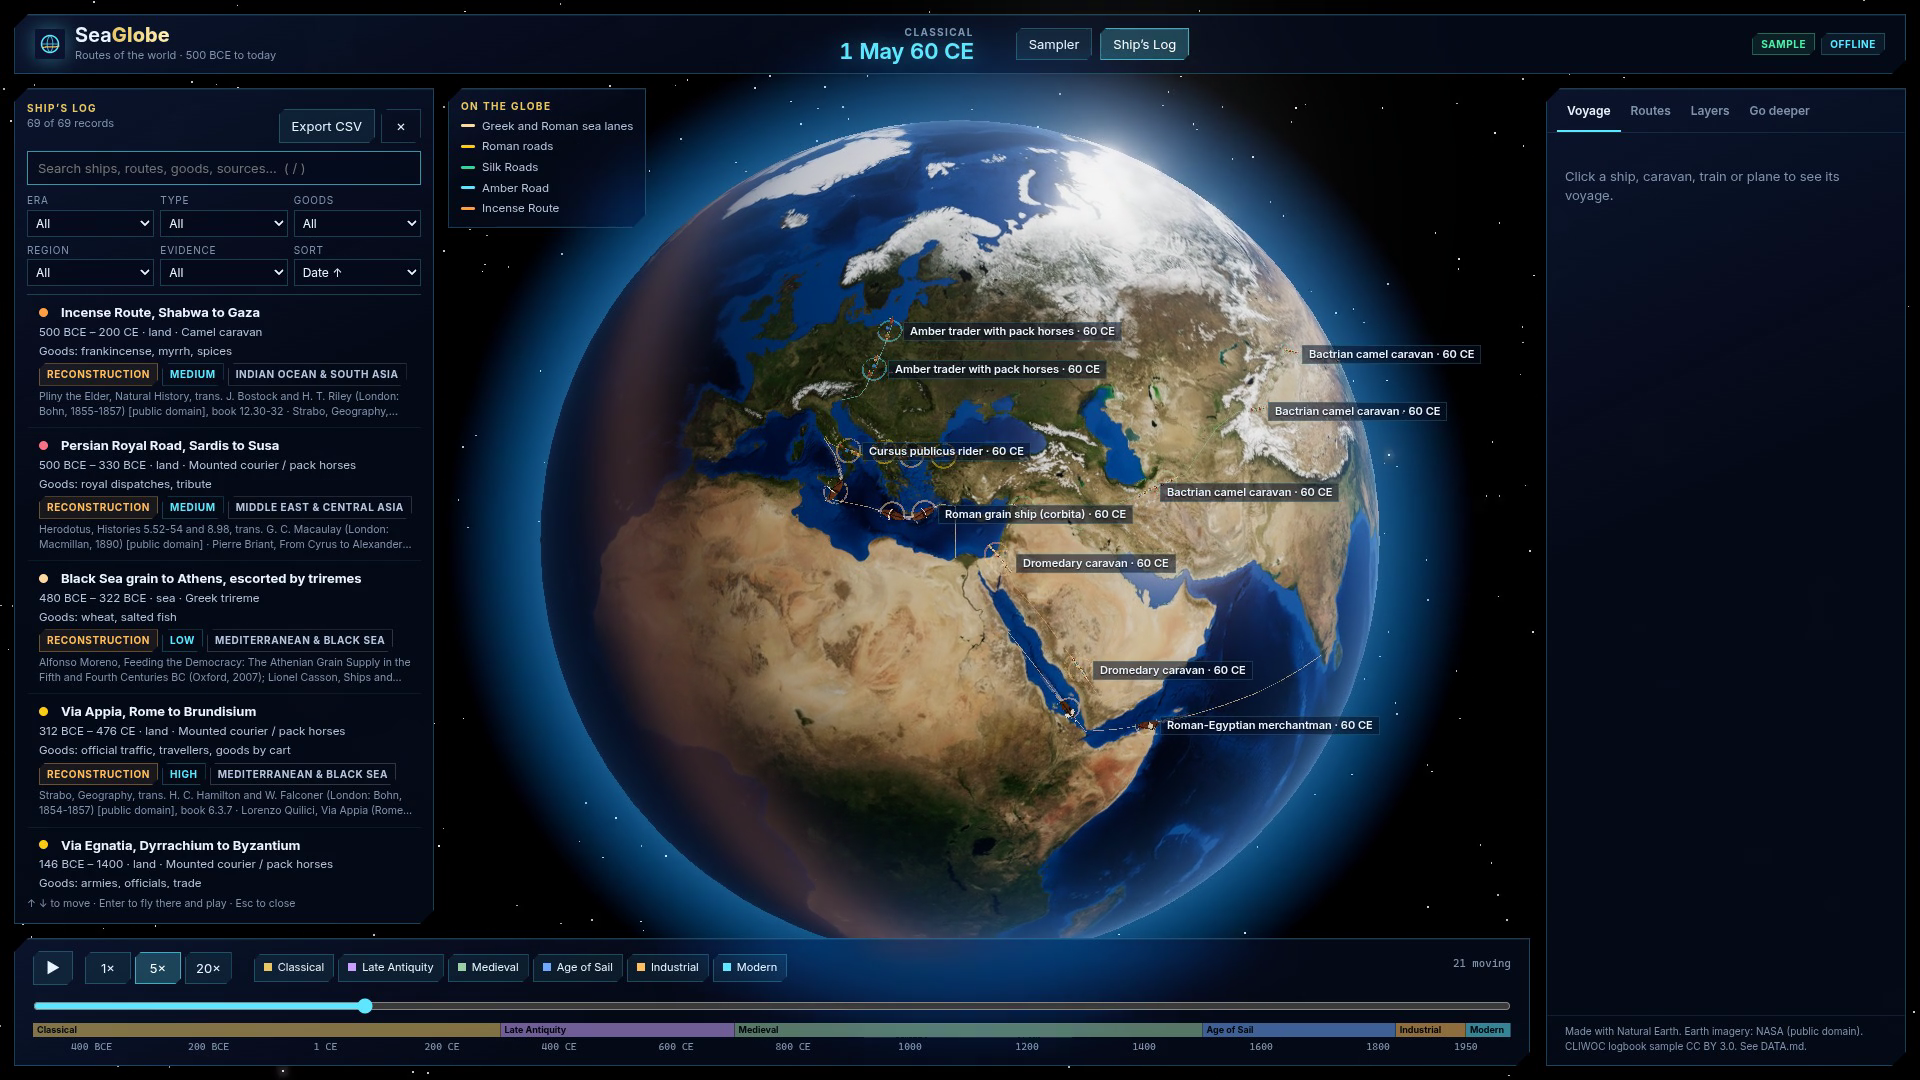 SeaGlobe
Routes of the world · 500 BCE to today
CLASSICAL
1 May 60 CE
Sampler
Ship's Log
SAMPLE
OFFLINE
SHIP'S LOG
69 of 69 records
Export CSV
×
Search ships, routes, goods, sources... ( / )
ERA
TYPE
GOODS
All
All
All
REGION
EVIDENCE
SORT
All
All
Date ↑
Incense Route, Shabwa to Gaza
500 BCE – 200 CE · land · Camel caravan
Goods: frankincense, myrrh, spices
RECONSTRUCTION
MEDIUM
INDIAN OCEAN & SOUTH ASIA
Pliny the Elder, Natural History, trans. J. Bostock and H. T. Riley (London:
Bohn, 1855-1857) [public domain], book 12.30-32 · Strabo, Geography,...
Persian Royal Road, Sardis to Susa
500 BCE – 330 BCE · land · Mounted courier / pack horses
Goods: royal dispatches, tribute
RECONSTRUCTION
MEDIUM
MIDDLE EAST & CENTRAL ASIA
Herodotus, Histories 5.52-54 and 8.98, trans. G. C. Macaulay (London:
Macmillan, 1890) [public domain] · Pierre Briant, From Cyrus to Alexander...
Black Sea grain to Athens, escorted by triremes
480 BCE – 322 BCE · sea · Greek trireme
Goods: wheat, salted fish
RECONSTRUCTION
LOW
MEDITERRANEAN & BLACK SEA
Alfonso Moreno, Feeding the Democracy: The Athenian Grain Supply in the
Fifth and Fourth Centuries BC (Oxford, 2007); Lionel Casson, Ships and...
Via Appia, Rome to Brundisium
312 BCE – 476 CE · land · Mounted courier / pack horses
Goods: official traffic, travellers, goods by cart
RECONSTRUCTION
HIGH
MEDITERRANEAN & BLACK SEA
Strabo, Geography, trans. H. C. Hamilton and W. Falconer (London: Bohn,
1854-1857) [public domain], book 6.3.7 · Lorenzo Quilici, Via Appia (Rome...
Via Egnatia, Dyrrachium to Byzantium
146 BCE – 1400 · land · Mounted courier / pack horses
Goods: armies, officials, trade
↑ ↓ to move · Enter to fly there and play · Esc to close
ON THE GLOBE
Greek and Roman sea lanes
Roman roads
Silk Roads
Amber Road
Incense Route
Amber trader with pack horses · 60 CE
Bactrian camel caravan · 60 CE
Amber trader with pack horses · 60 CE
Bactrian camel caravan · 60 CE
Cursus publicus rider · 60 CE
Bactrian camel caravan · 60 CE
Roman grain ship (corbita) · 60 CE
Dromedary caravan · 60 CE
Dromedary caravan · 60 CE
Roman-Egyptian merchantman · 60 CE
Voyage
Routes
Layers
Go deeper
Click a ship, caravan, train or plane to see its
voyage.
Made with Natural Earth. Earth imagery: NASA (public domain).
CLIWOC logbook sample CC BY 3.0. See DATA.md.
1×
5×
20×
Classical
Late Antiquity
Medieval
Age of Sail
Industrial
Modern
21 moving
Classical
Late Antiquity
Medieval
Age of Sail
Industrial
Modern
400 BCE
200 BCE
1 CE
200 CE
400 CE
600 CE
800 CE
1000
1200
1400
1600
1800
1950